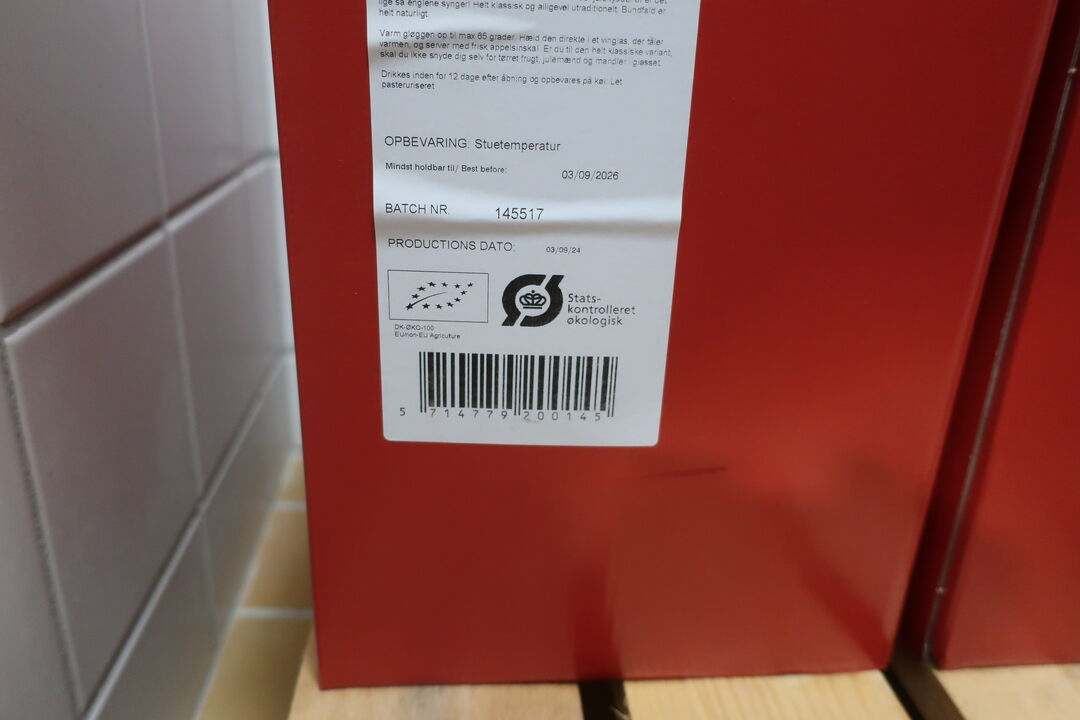 lige så englene synger! Helt klassisk og alligevel utraditionelt. Bundfald er
helt naturligt.
Varm gløggen op til max 65 grader. Hæld den direkte i et vinglas, der tåler
varmen, og server med frisk appelsinskal. Er du til den helt klassiske variant,
skal du ikke snyde dig selv for tørret frugt, julemænd og mandler i glasset.
Drikkes inden for 12 dage efter åbning og opbevares på køl. Let
pasteruriseret
OPBEVARING: Stuetemperatur
Mindst holdbar til/ Best before: 03/09/2026
BATCH NR. 145517
PRODUCTIONS DATO: 03/09/24
Stats-
kontrolleret
økologisk
DK-ØKO-100
EU/non-EU Agriculture
5 714779 200145